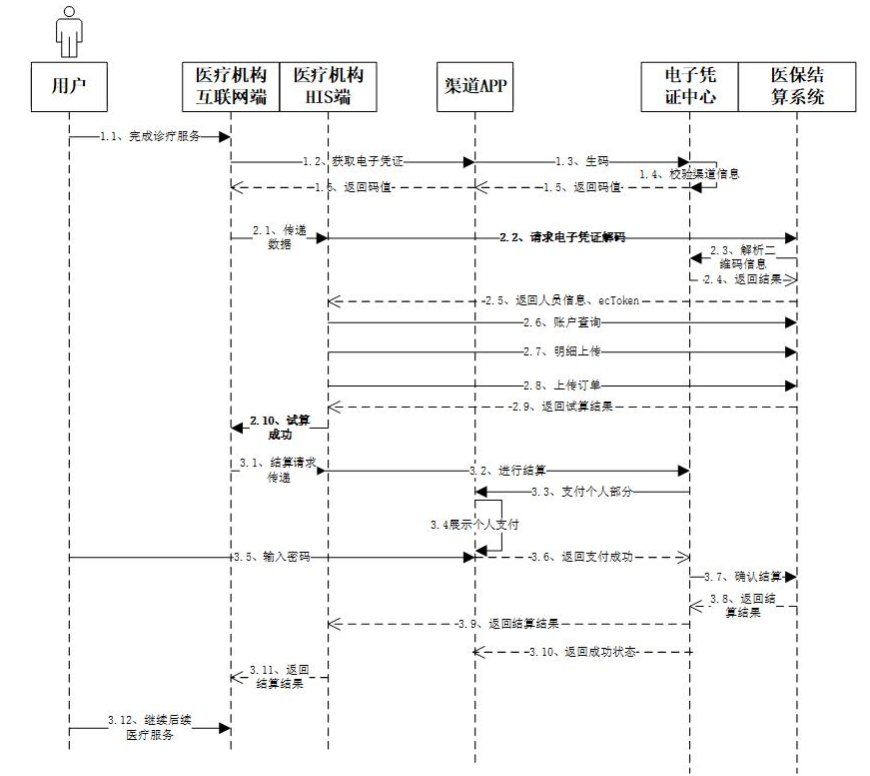 用户
医疗机构
互联网端
医疗机构
HIS端
渠道APP
电子凭
证中心
医保结
算系统
1.1、完成诊疗服务
1.2、获取电子凭证
1.3、生码
1.4、校验渠道信息
1.5、返回码值
1.5、返回码值
2.1、传递
数据
2.2、请求电子凭证解码
2.3、解析二
维码信息
2.4、返回结果
2.5、返回人员信息、ecToken
2.6、账户查询
2.7、明细上传
2.8、上传订单
2.9、返回试算结果
2.10、试算
成功
3.1、结算请求
传递
3.2、进行结算
3.3、支付个人部分
3.4展示个人支付
3.5、输入密码
3.6、返回支付成功
3.7、确认结算
3.8、返回结
算结果
3.9、返回结算结果
3.10、返回成功状态
3.11、返回
结算结果
3.12、继续后续
医疗服务